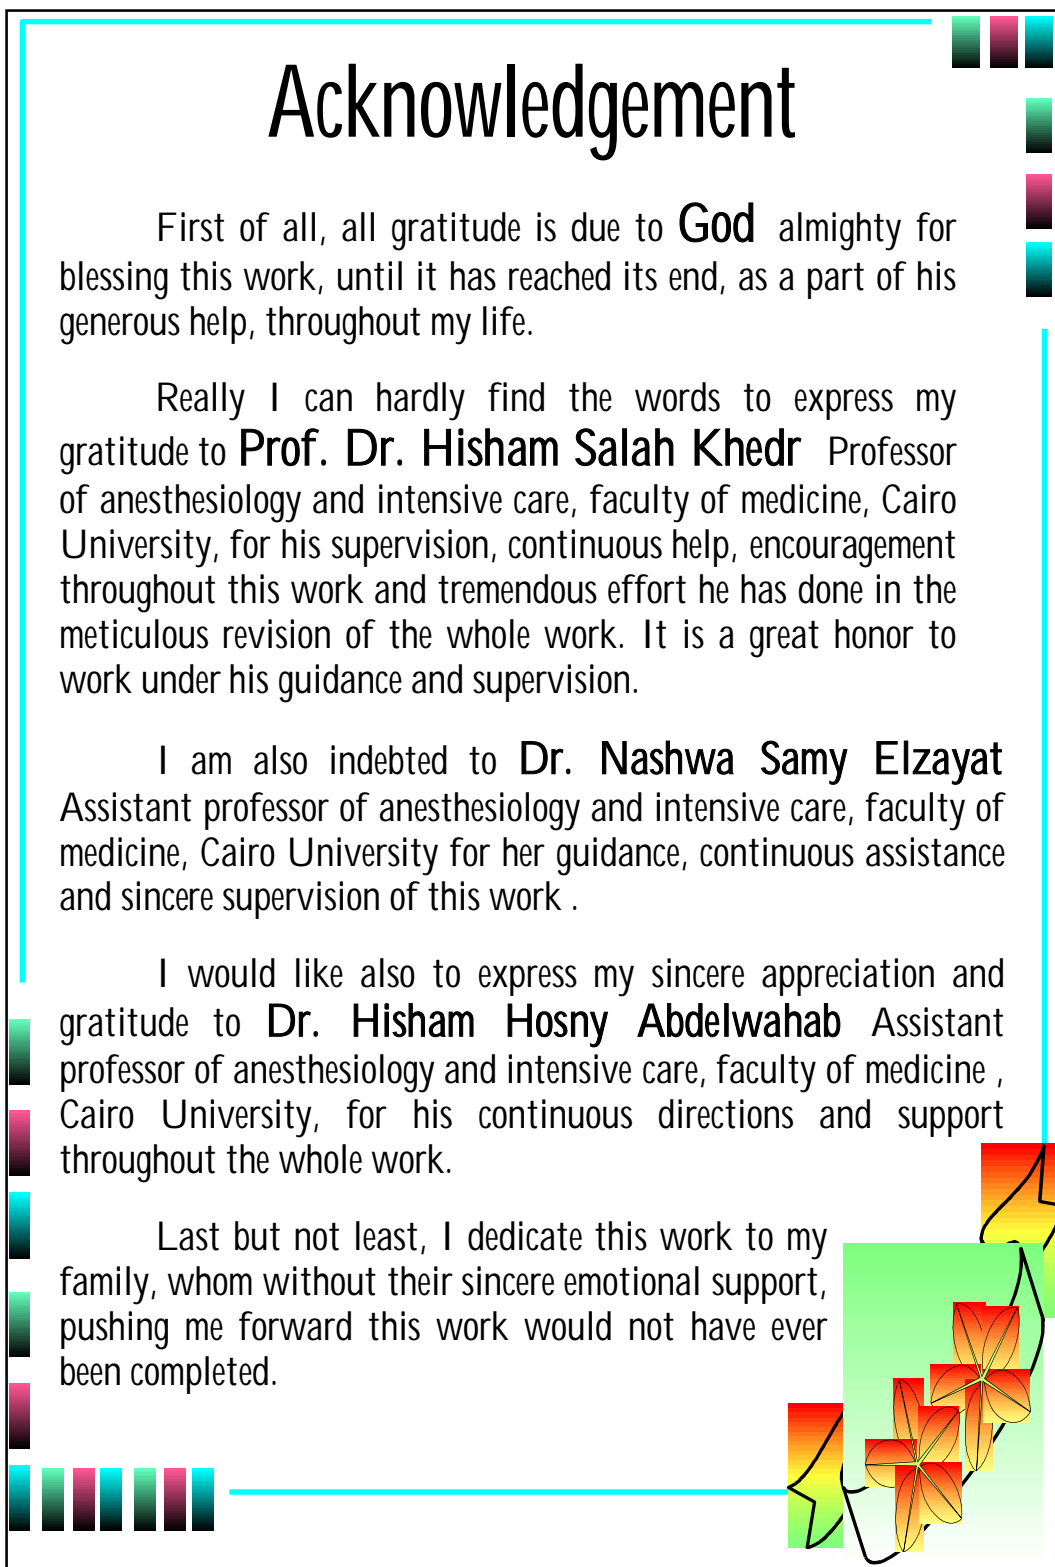 Acknowledgement
First of all, all gratitude is due to God almighty for
blessing this work, until it has reached its end, as a part of his
generous help, throughout my life.
Really I can hardly find the words to express my
gratitude to Prof. Dr. Hisham Salah Khedr Professor
of anesthesiology and intensive care, faculty of medicine, Cairo
University, for his supervision, continuous help, encouragement
throughout this work and tremendous effort he has done in the
meticulous revision of the whole work. It is a great honor to
work under his guidance and supervision.
I am also indebted to Dr. Nashwa Samy Elzayat
Assistant professor of anesthesiology and intensive care, faculty of
medicine, Cairo University for her guidance, continuous assistance
and sincere supervision of this work .
I would like also to express my sincere appreciation and
gratitude to Dr. Hisham Hosny Abdelwahab Assistant
professor of anesthesiology and intensive care, faculty of medicine ,
Cairo University, for his continuous directions and support
throughout the whole work.
Last but not least, I dedicate this work to my
family, whom without their sincere emotional support,
pushing me forward this work would not have ever
been completed.